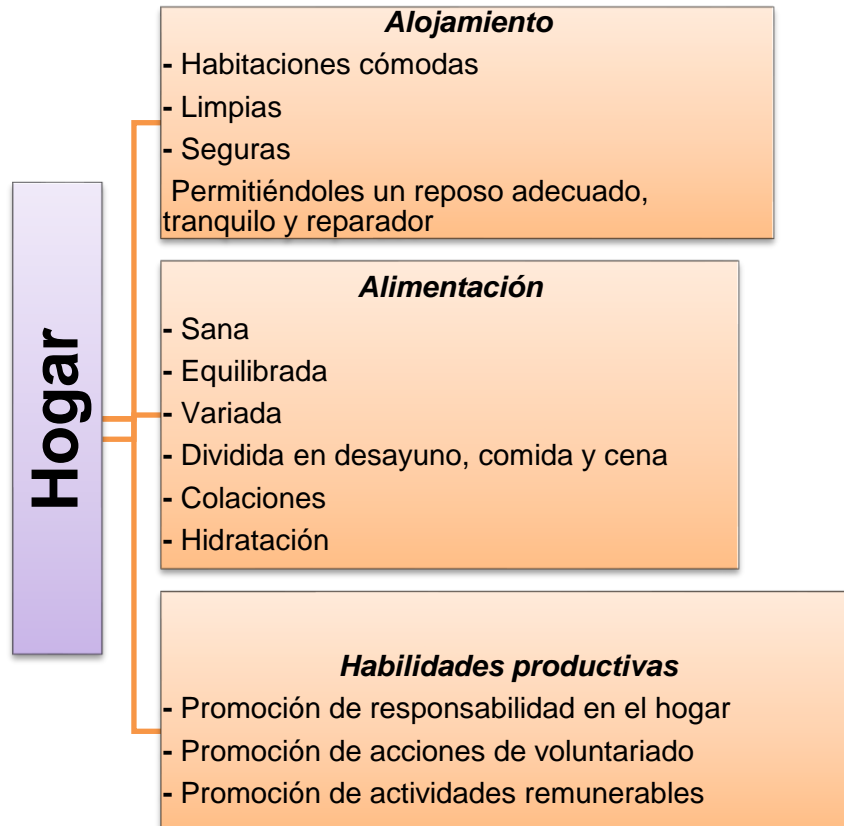 Hogar
Alojamiento
- Habitaciones cómodas
- Limpias
- Seguras
Permitiéndoles un reposo adecuado,
tranquilo y reparador
Alimentación
- Sana
- Equilibrada
- Variada
- Dividida en desayuno, comida y cena
- Colaciones
- Hidratación
Habilidades productivas
- Promoción de responsabilidad en el hogar
- Promoción de acciones de voluntariado
- Promoción de actividades remunerables